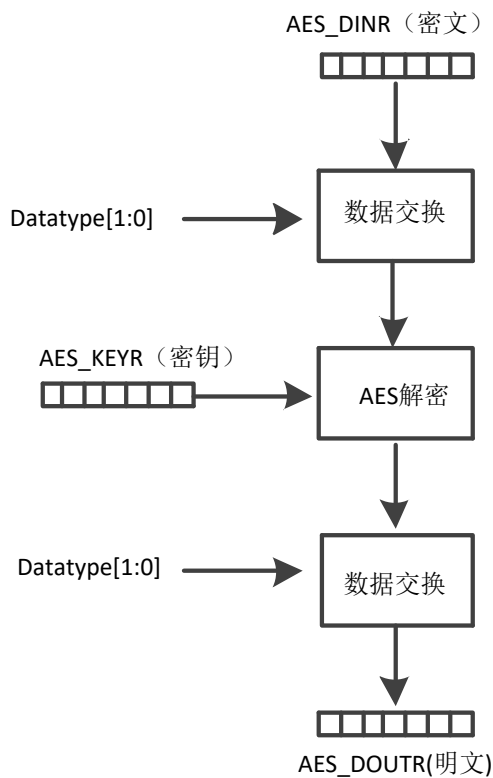 AES_DINR（密文）
数据交换
Datatype[1:0]
AES_KEYR（密钥）
AES解密
Datatype[1:0]
数据交换
AES_DOUTR(明文)